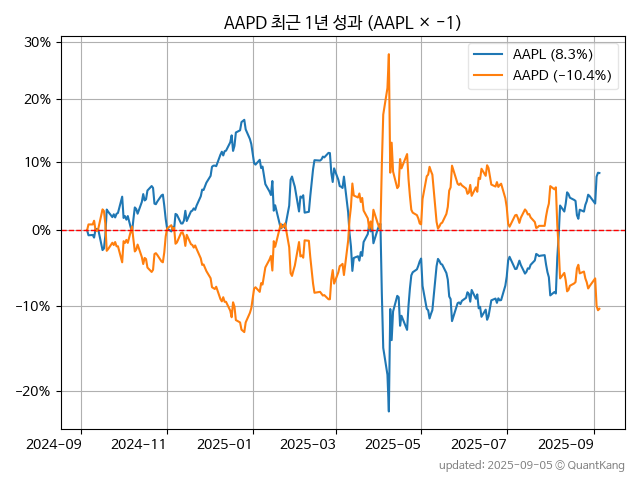 AAPD 최근 1년 성과 (AAPL × −1)
AAPL (8.3%)
AAPD (−10.4%)
30%
20%
10%
0%
−10%
−20%
2024-09 2024-11 2025-01 2025-03 2025-05 2025-07 2025-09
updated: 2025-09-05 © QuantKang